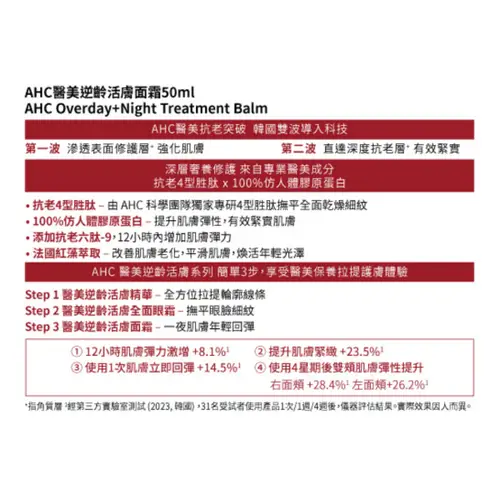 AHC醫美逆齡活膚面霜50ml
AHC Overday+Night Treatment Balm
AHC醫美抗老突破 韓國雙波導入科技
第一波 滲透表面修護層* 強化肌膚 第二波 直達深度抗老層* 有效緊實
深層奢養修護 來自專業醫美成分
抗老4型胜肽 x 100%仿人體膠原蛋白
• 抗老4型胜肽 – 由 AHC 科學團隊獨家專研4型胜肽撫平全面乾燥細紋
• 100%仿人體膠原蛋白 – 提升肌膚彈性,有效緊實肌膚
• 添加抗老六肽-9,12小時內增加肌膚彈力
• 法國紅藻萃取 – 改善肌膚老化,平滑肌膚,煥活年輕光澤
AHC 醫美逆齡活膚系列 簡單3步,享受醫美保養拉提護膚體驗
Step 1 醫美逆齡活膚精華 – 全方位拉提輪廓線條
Step 2 醫美逆齡活膚全面眼霜 – 撫平眼臉細紋
Step 3 醫美逆齡活膚面霜 – 一夜肌膚年輕回彈
① 12小時肌膚彈力激增 +8.1%¹ ② 提升肌膚緊緻 +23.5%¹
③ 使用1次肌膚立即回彈 +14.5%¹ ④ 使用4星期後雙頰肌膚彈性提升
右面頰 +28.4%¹ 左面頰+26.2%¹
*指角質層 ¹經第三方實驗室測試 (2023, 韓國),31名受試者使用產品1次/1週/4週後,儀器評估結果。實際效果因人而異。